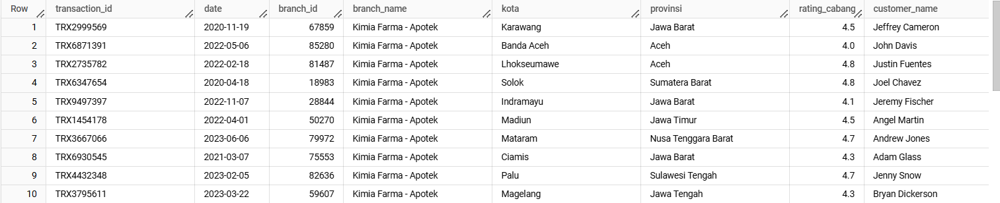 Row transaction_id date branch_id branch_name kota provinsi rating_cabang customer_name
1 TRX2999569 2020-11-19 67859 Kimia Farma - Apotek Karawang Jawa Barat 4.5 Jeffrey Cameron
2 TRX6871391 2022-05-06 85280 Kimia Farma - Apotek Banda Aceh Aceh 4.0 John Davis
3 TRX2735782 2022-02-18 81487 Kimia Farma - Apotek Lhokseumawe Aceh 4.8 Justin Fuentes
4 TRX6347654 2020-04-18 18983 Kimia Farma - Apotek Solok Sumatera Barat 4.8 Joel Chavez
5 TRX9497397 2022-11-07 28844 Kimia Farma - Apotek Indramayu Jawa Barat 4.1 Jeremy Fischer
6 TRX1454178 2022-04-01 50270 Kimia Farma - Apotek Madiun Jawa Timur 4.5 Angel Martin
7 TRX3667066 2023-06-06 79972 Kimia Farma - Apotek Mataram Nusa Tenggara Barat 4.7 Andrew Jones
8 TRX6930545 2021-03-07 75553 Kimia Farma - Apotek Ciamis Jawa Barat 4.3 Adam Glass
9 TRX4432348 2023-02-05 82636 Kimia Farma - Apotek Palu Sulawesi Tengah 4.7 Jenny Snow
10 TRX3795611 2023-03-22 59607 Kimia Farma - Apotek Magelang Jawa Tengah 4.3 Bryan Dickerson